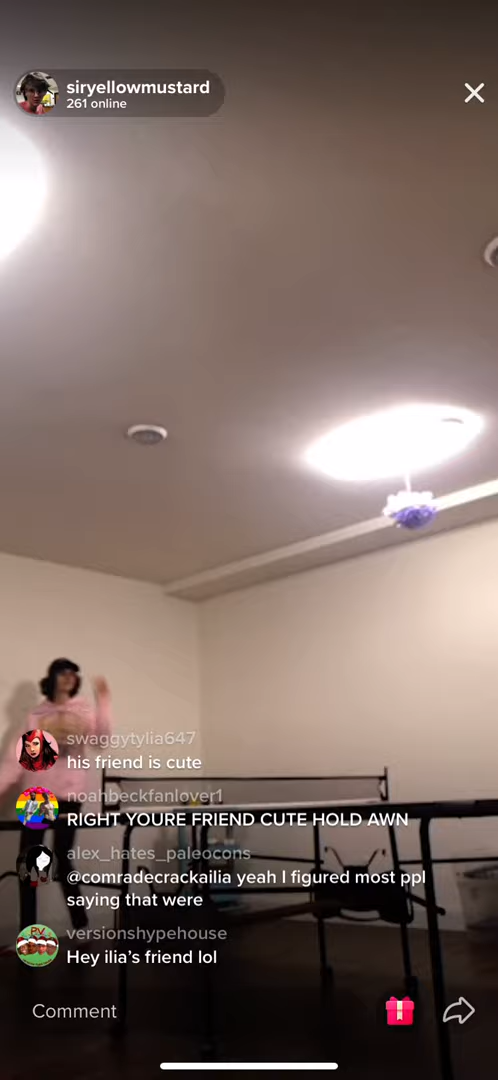 siryellowmustard
261 online
swaggytylia647
his friend is cute
noahbeckfanlover1
RIGHT YOURE FRIEND CUTE HOLD AWN
alex_hates_paleocons
@comradecrackailia yeah I figured most ppl
saying that were
versionshypehouse
Hey ilia’s friend lol
Comment